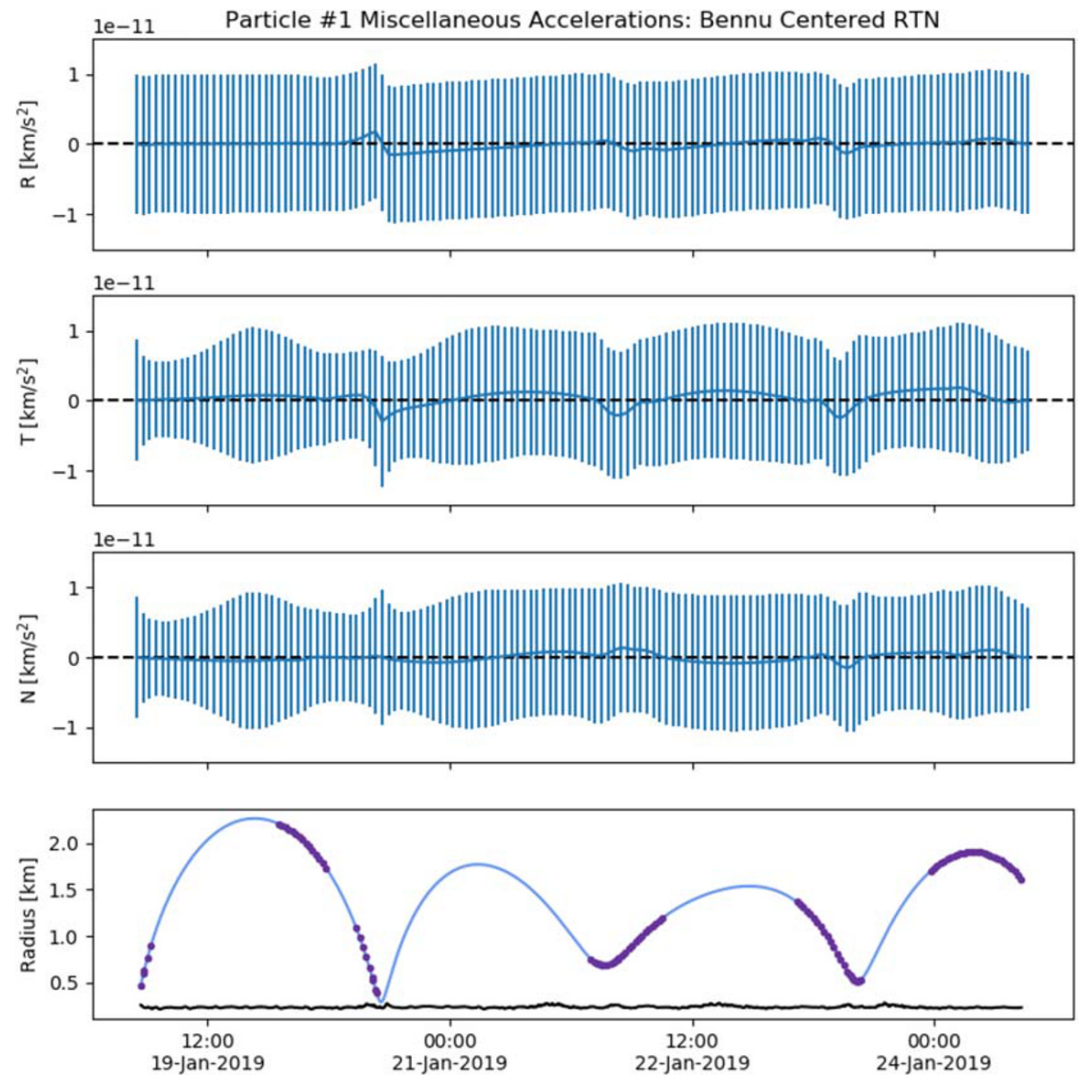 Particle #1 Miscellaneous Accelerations: Bennu Centered RTN
1e−11
1
0
−1
R [km/s²]
1e−11
1
0
−1
T [km/s²]
1e−11
1
0
−1
N [km/s²]
2.0
1.5
1.0
0.5
Radius [km]
12:00
19-Jan-2019
00:00
21-Jan-2019
12:00
22-Jan-2019
00:00
24-Jan-2019